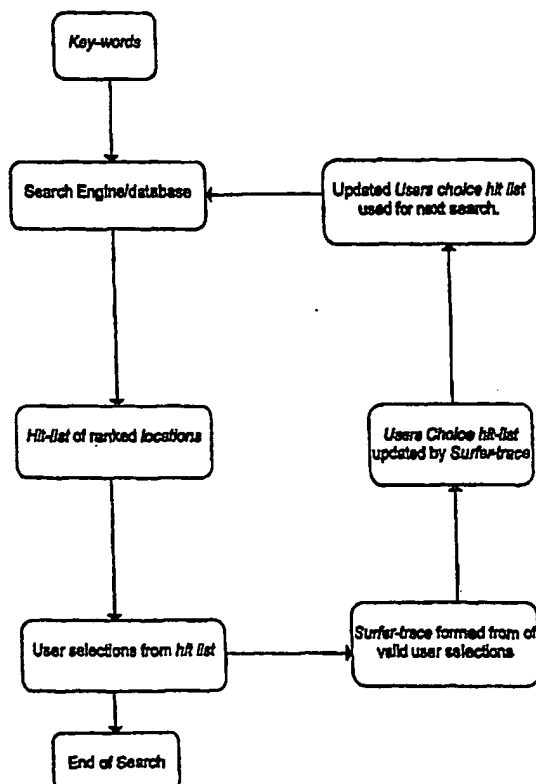 Key-words
Search Engine/database
Updated Users choice hit list
used for next search.
Hit-list of ranked locations
Users Choice hit-list
updated by Surfer-trace
User selections from hit list
Surfer-trace formed from of
valid user selections
End of Search